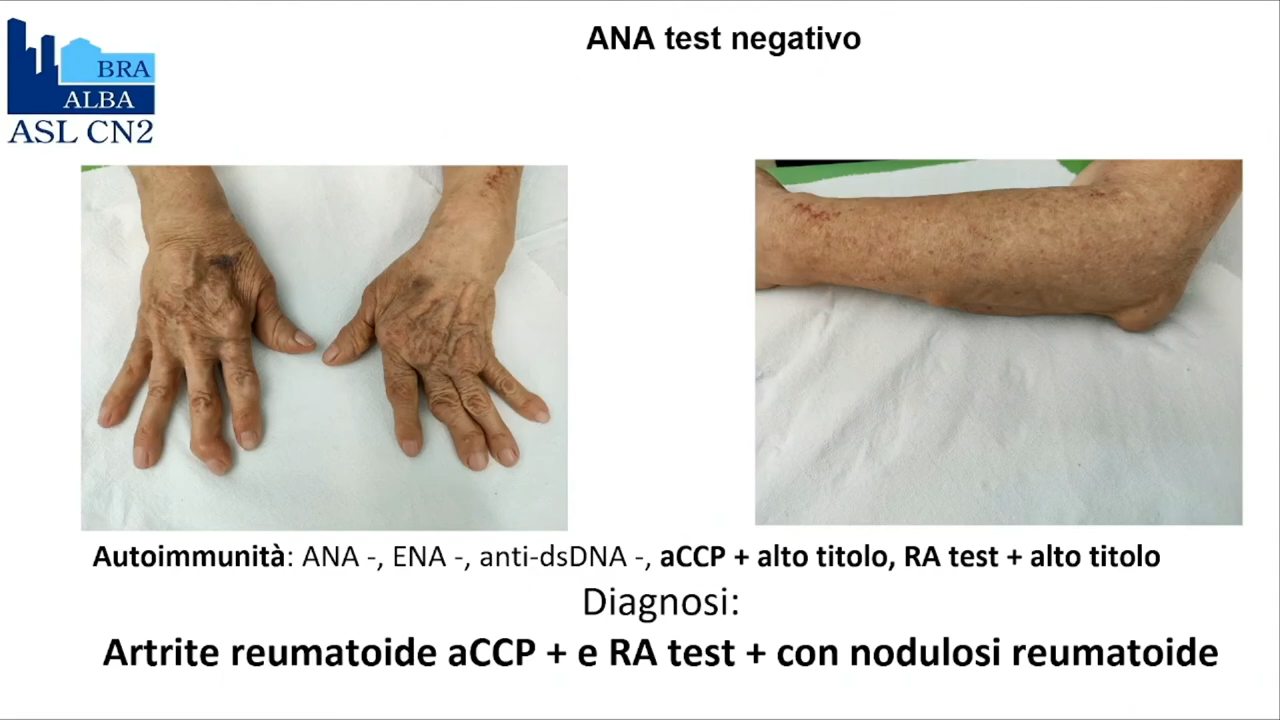 ANA test negativo
BRA
ALBA
ASL CN2
Autoimmunità: ANA -, ENA -, anti-dsDNA -, aCCP + alto titolo, RA test + alto titolo
Diagnosi:
Artrite reumatoide aCCP + e RA test + con nodulosi reumatoide